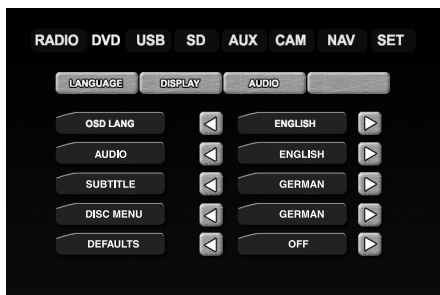 RADIO DVD USB SD AUX CAM NAV SET
LANGUAGE DISPLAY AUDIO
OSD LANG ENGLISH
AUDIO ENGLISH
SUBTITLE GERMAN
DISC MENU GERMAN
DEFAULTS OFF